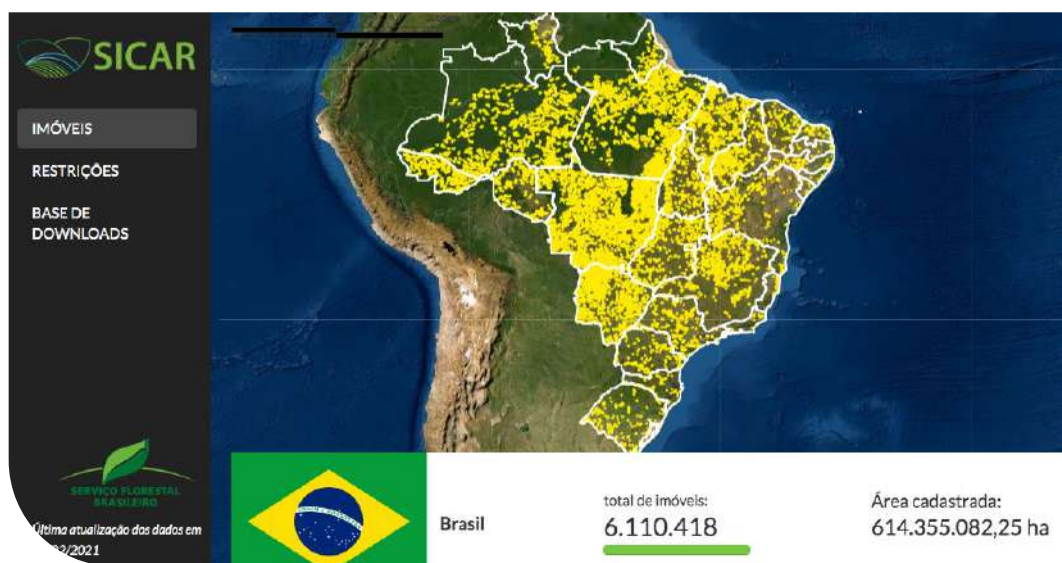 SICAR
IMÓVEIS
RESTRIÇÕES
BASE DE
DOWNLOADS
SERVIÇO FLORESTAL
BRASILEIRO
Última atualização dos dados em
/2021
Brasil
total de imóveis:
6.110.418
Área cadastrada:
614.355.082,25 ha